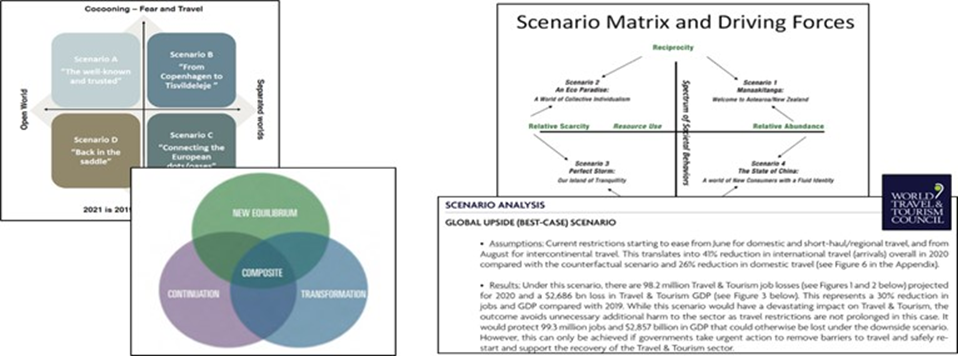 Cocooning – Fear and Travel
Scenario A
"The well-known
and trusted"
Scenario B
"From
Copenhagen to
Tisvildeleje "
Open World
Separated worlds
Scenario D
"Back in the
saddle"
Scenario C
"Connecting the
European
2021 is 2019
NEW EQUILIBRIUM
COMPOSITE
CONTINUATION
TRANSFORMATION
Scenario Matrix and Driving Forces
Reciprocity
Scenario 2
An Eco Paradise:
A World of Collective Individualism
Scenario 1
Manaakitanga:
Welcome to Aotearoa/New Zealand
Spectrum of Societal Behaviors
Relative Scarcity
Resource Use
Relative Abundance
Scenario 3
Perfect Storm:
Our island of Tranquility
Scenario 4
The State of China:
A world of New Consumers with a Fluid Identity
WORLD
TRAVEL &
TOURISM
COUNCIL
SCENARIO ANALYSIS
GLOBAL UPSIDE (BEST-CASE) SCENARIO
• Assumptions: Current restrictions starting to ease from June for domestic and short-haul/regional travel, and from
August for intercontinental travel. This translates into 41% reduction in international travel (arrivals) overall in 2020
compared with the counterfactual scenario and 26% reduction in domestic travel (see Figure 6 in the Appendix).
• Results: Under this scenario, there are 98.2 million Travel & Tourism job losses (see Figures 1 and 2 below) projected
for 2020 and a $2,686 bn loss in Travel & Tourism GDP (see Figure 3 below). This represents a 30% reduction in
jobs and GDP compared with 2019. While this scenario would have a devastating impact on Travel & Tourism, the
outcome avoids unnecessary additional harm to the sector as travel restrictions are not prolonged in this case. It
would protect 99.3 million jobs and $2,857 billion in GDP that could otherwise be lost under the downside scenario.
However, this can only be achieved if governments take urgent action to remove barriers to travel and safely re-
start and support the recovery of the Travel & Tourism sector.